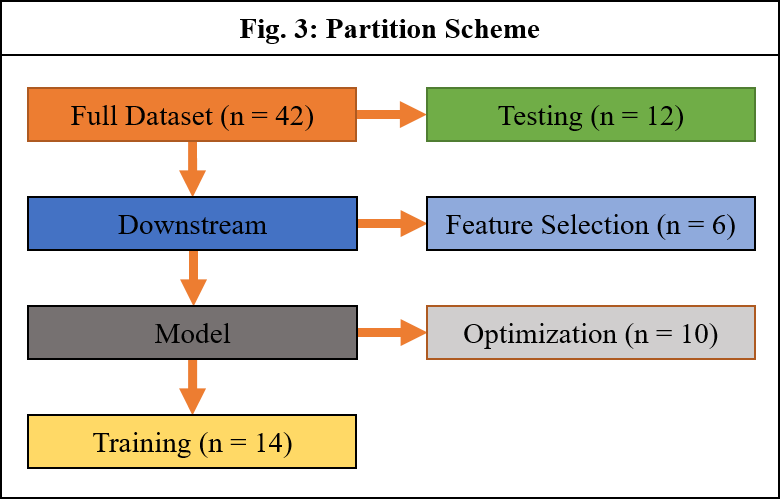 Fig. 3: Partition Scheme
Full Dataset (n = 42)
Testing (n = 12)
Downstream
Feature Selection (n = 6)
Model
Optimization (n = 10)
Training (n = 14)